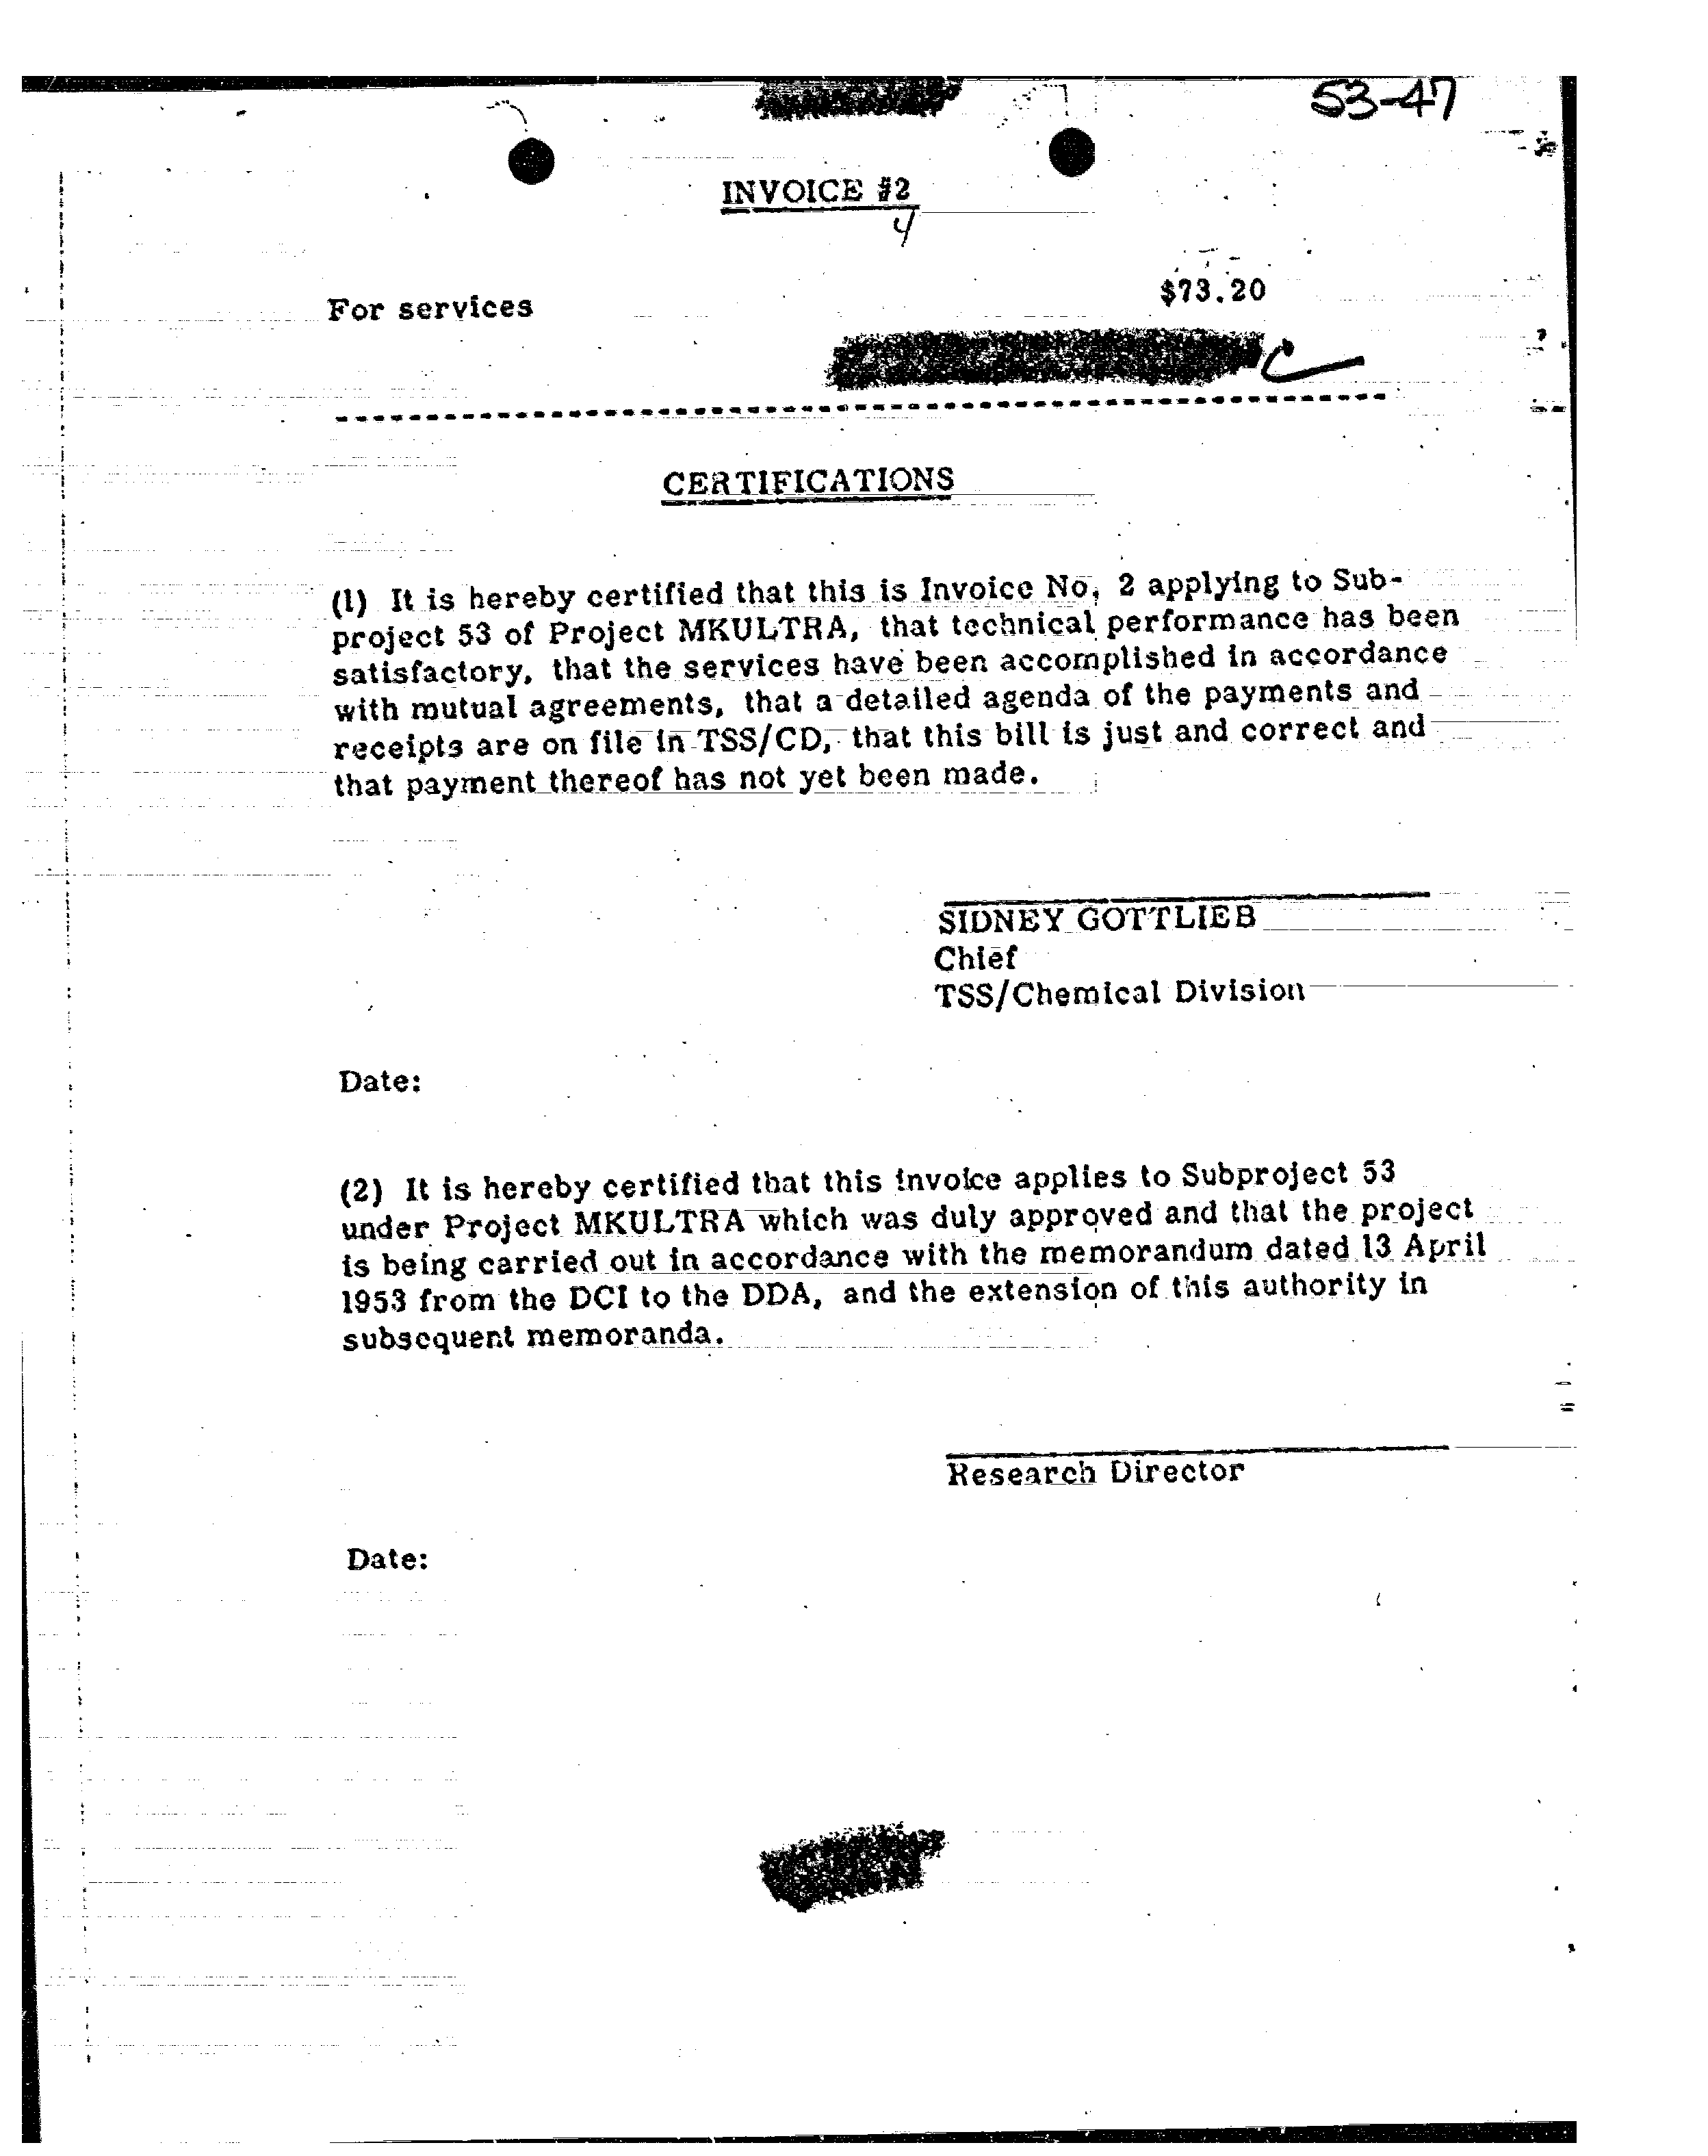 53-47
INVOICE #2
4
For services $73.20
CERTIFICATIONS
(1) It is hereby certified that this is Invoice No. 2 applying to Sub-
project 53 of Project MKULTRA, that technical performance has been
satisfactory, that the services have been accomplished in accordance
with mutual agreements, that a detailed agenda of the payments and
receipts are on file in TSS/CD, that this bill is just and correct and
that payment thereof has not yet been made.
SIDNEY GOTTLIEB
Chief
TSS/Chemical Division
Date:
(2) It is hereby certified that this invoice applies to Subproject 53
under Project MKULTRA which was duly approved and that the project
is being carried out in accordance with the memorandum dated 13 April
1953 from the DCI to the DDA, and the extension of this authority in
subsequent memoranda.
Research Director
Date: